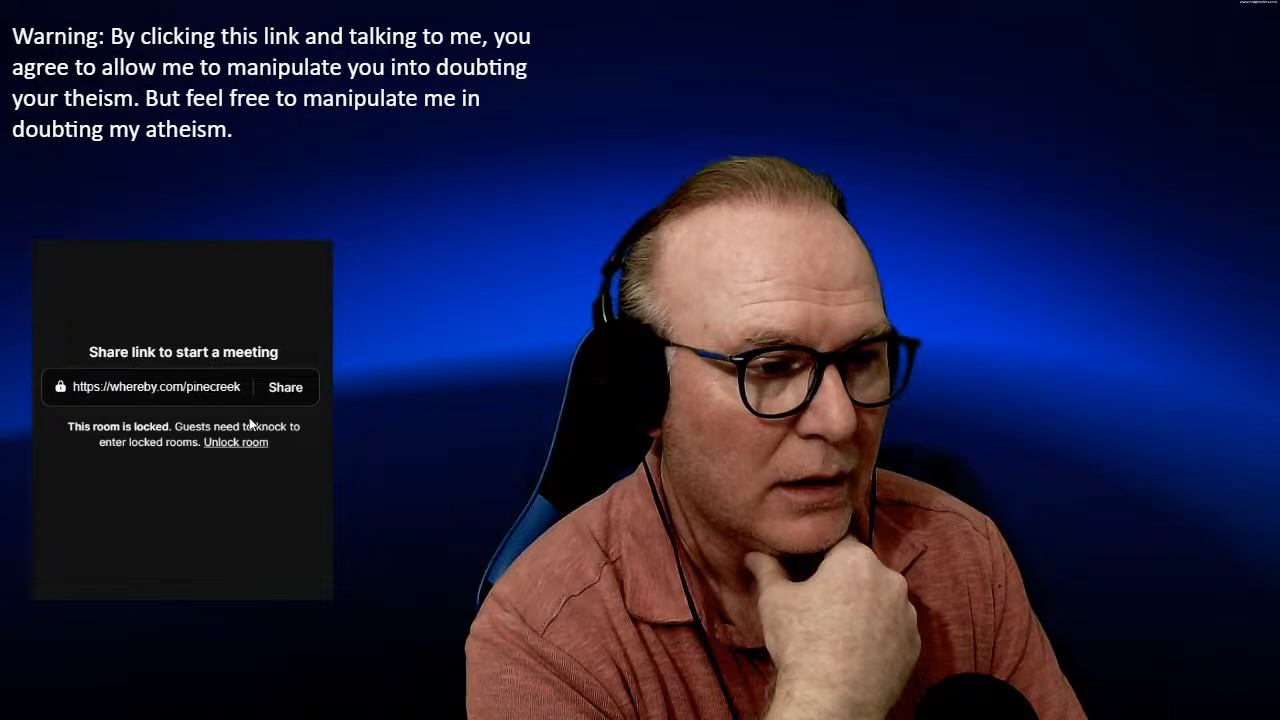 Warning: By clicking this link and talking to me, you
agree to allow me to manipulate you into doubting
your theism. But feel free to manipulate me in
doubting my atheism.
Share link to start a meeting
https://whereby.com/pinecreek
Share
This room is locked. Guests need to knock to
enter locked rooms. Unlock room